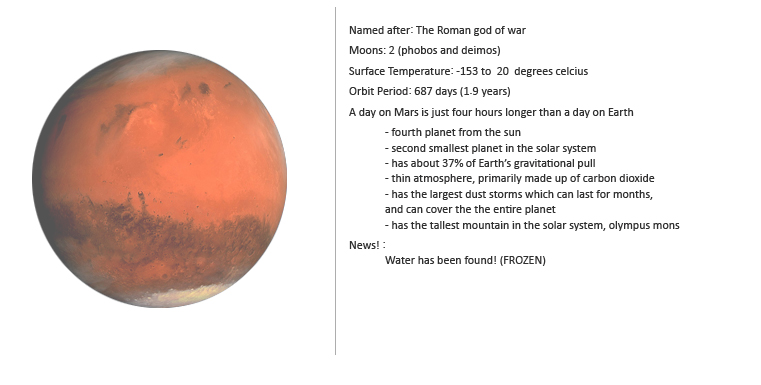 Named after: The Roman god of war
Moons: 2 (phobos and deimos)
Surface Temperature: -153 to  20  degrees celcius
Orbit Period: 687 days (1.9 years)
A day on Mars is just four hours longer than a day on Earth
- fourth planet from the sun
- second smallest planet in the solar system
- has about 37% of Earth's gravitational pull
- thin atmosphere, primarily made up of carbon dioxide
- has the largest dust storms which can last for months,
and can cover the the entire planet
- has the tallest mountain in the solar system, olympus mons
News! :
Water has been found! (FROZEN)